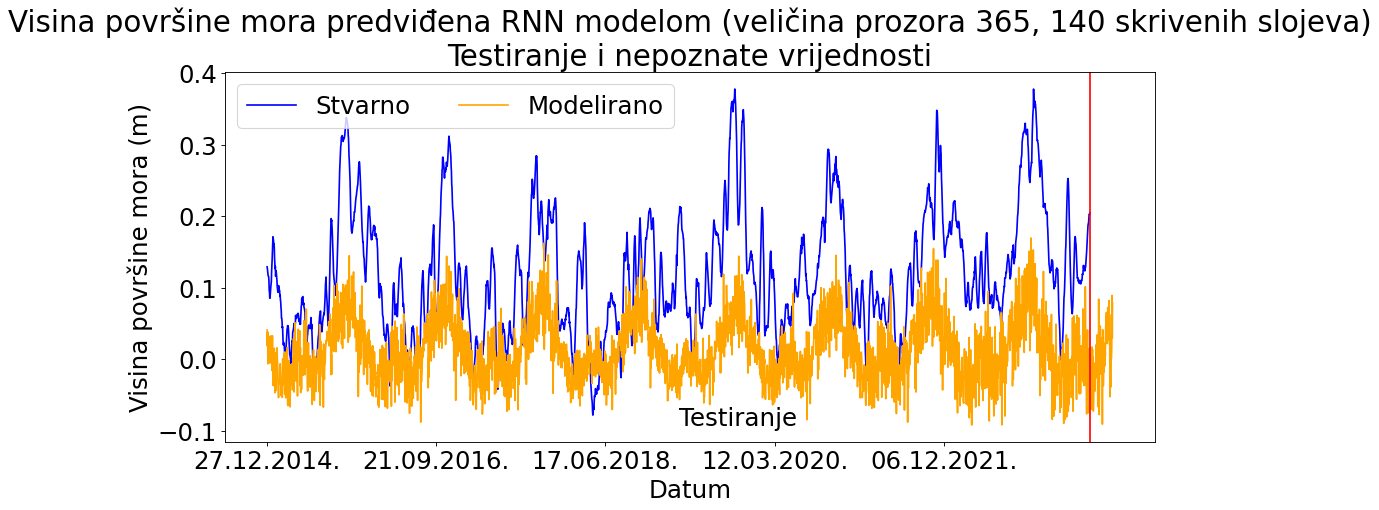 Visina površine mora predviđena RNN modelom (veličina prozora 365, 140 skrivenih slojeva)
Testiranje i nepoznate vrijednosti
Stvarno Modelirano
Visina površine mora (m)
0.4
0.3
0.2
0.1
0.0
−0.1
Testiranje
27.12.2014. 21.09.2016. 17.06.2018. 12.03.2020. 06.12.2021.
Datum